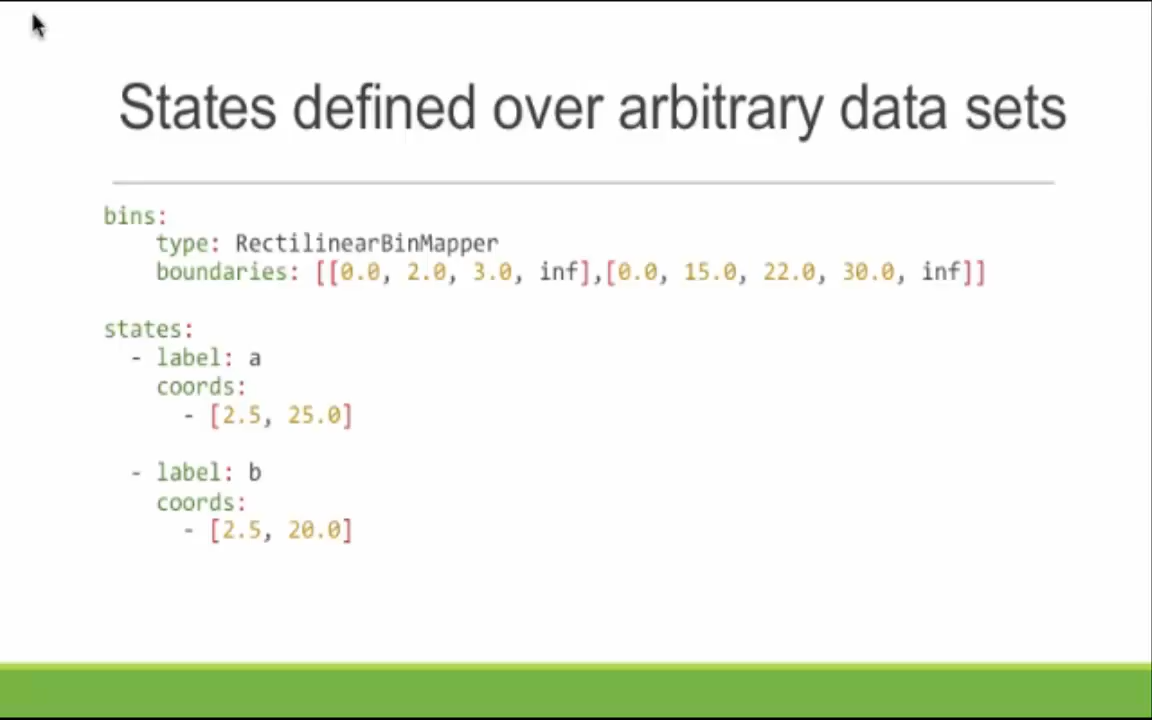 States defined over arbitrary data sets
bins:
type: RectilinearBinMapper
boundaries: [[0.0, 2.0, 3.0, inf],[0.0, 15.0, 22.0, 30.0, inf]]
states:
- label: a
coords:
- [2.5, 25.0]
- label: b
coords:
- [2.5, 20.0]